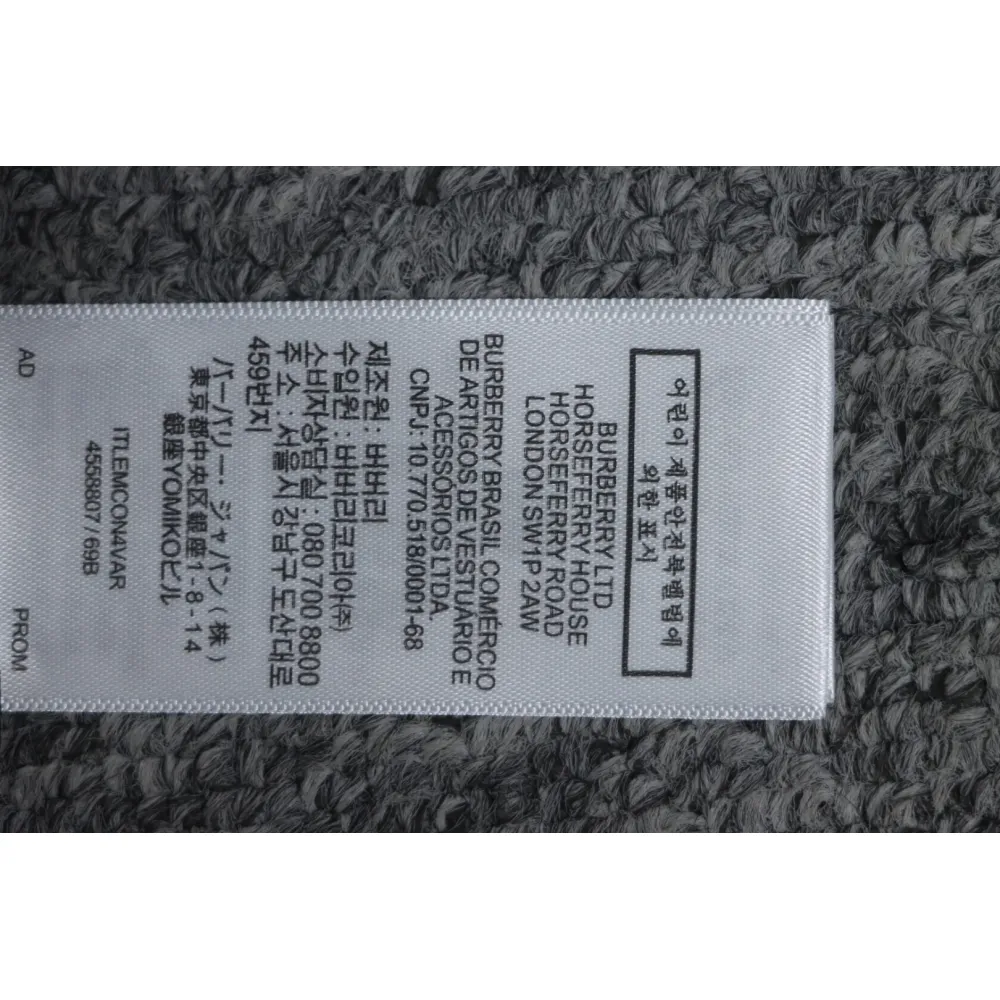 어린이 제품안전특별법에
의한 표시
BURBERRY LTD
HORSEFERRY HOUSE
HORSEFERRY ROAD
LONDON SW1P 2AW
BURBERRY BRASIL COMÉRCIO
DE ARTIGOS DE VESTUÁRIO E
ACESSORIOS LTDA.
CNPJ:10.770.518/0001-68
제조원: 버버리
수입원 : 버버리코리아(주)
소비자상담실 : 080 700 8800
주 소 : 서울시 강남구 도산대로
459번지
バーバリー・ジャパン(株)
東京都中央区銀座1-8-14
銀座YOMIKOビル
ITLEMCON4VAR
4558807 / 69B
AD PROM